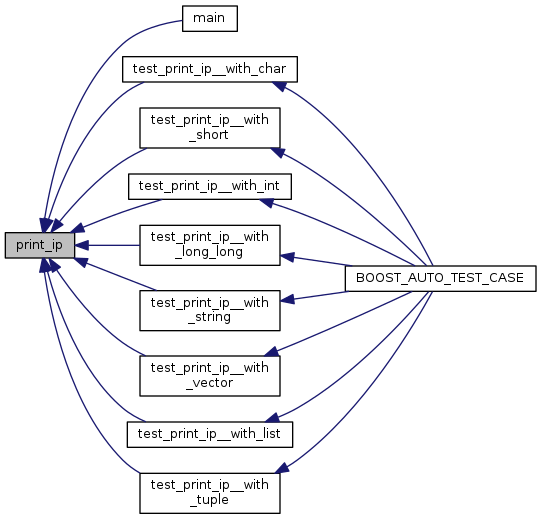 main
test_print_ip__with_char
test_print_ip__with
_short
test_print_ip__with_int
print_ip
test_print_ip__with
_long_long
BOOST_AUTO_TEST_CASE
test_print_ip__with
_string
test_print_ip__with
_vector
test_print_ip__with_list
test_print_ip__with
_tuple